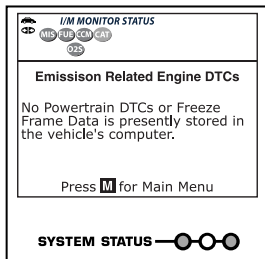 I/M MONITOR STATUS
MIS FUE CCM CAT
O2S
Emissison Related Engine DTCs
No Powertrain DTCs or Freeze
Frame Data is presently stored in
the vehicle's computer.
Press M for Main Menu
SYSTEM STATUS